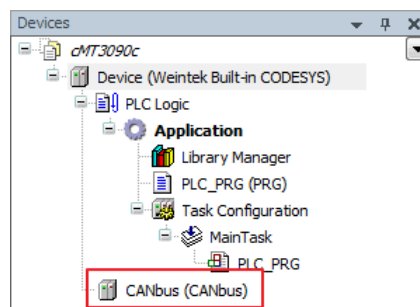 Devices
cMT3090c
Device (Weintek Built-in CODESYS)
PLC Logic
Application
Library Manager
PLC_PRG (PRG)
Task Configuration
MainTask
PLC_PRG
CANbus (CANbus)